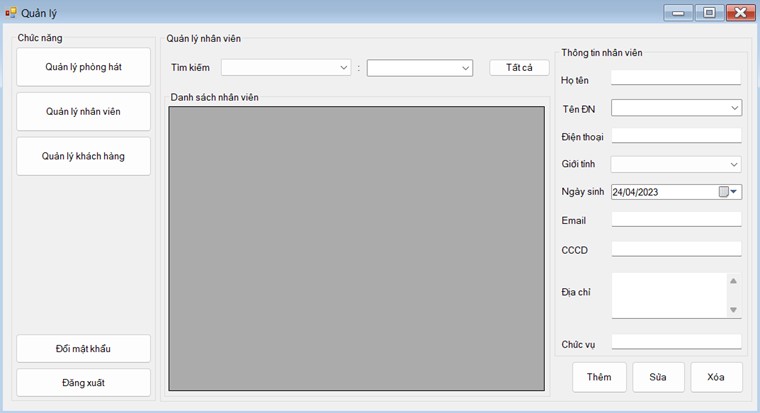 Quản lý
Chức năng
Quản lý phòng hát
Quản lý nhân viên
Quản lý khách hàng
Đổi mật khẩu
Đăng xuất
Quản lý nhân viên
Tìm kiếm : Tất cả
Danh sách nhân viên
Thông tin nhân viên
Họ tên
Tên ĐN
Điện thoại
Giới tính
Ngày sinh 24/04/2023
Email
CCCD
Địa chỉ
Chức vụ
Thêm Sửa Xóa